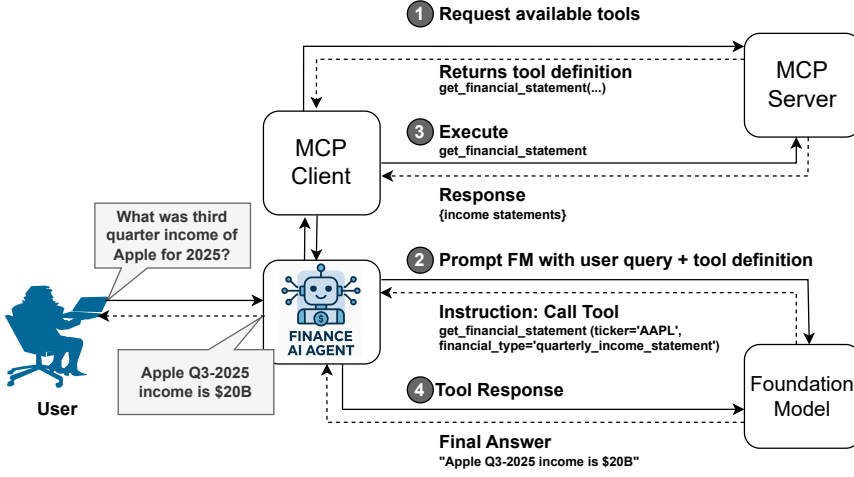 1 Request available tools
Returns tool definition
get_financial_statement(...)
MCP
Server
3 Execute
get_financial_statement
MCP
Client
Response
{income statements}
What was third
quarter income of
Apple for 2025?
2 Prompt FM with user query + tool definition
Instruction: Call Tool
get_financial_statement (ticker='AAPL',
financial_type='quarterly_income_statement')
$
FINANCE
AI AGENT
Apple Q3-2025
income is $20B
User
4 Tool Response
Foundation
Model
Final Answer
"Apple Q3-2025 income is $20B"